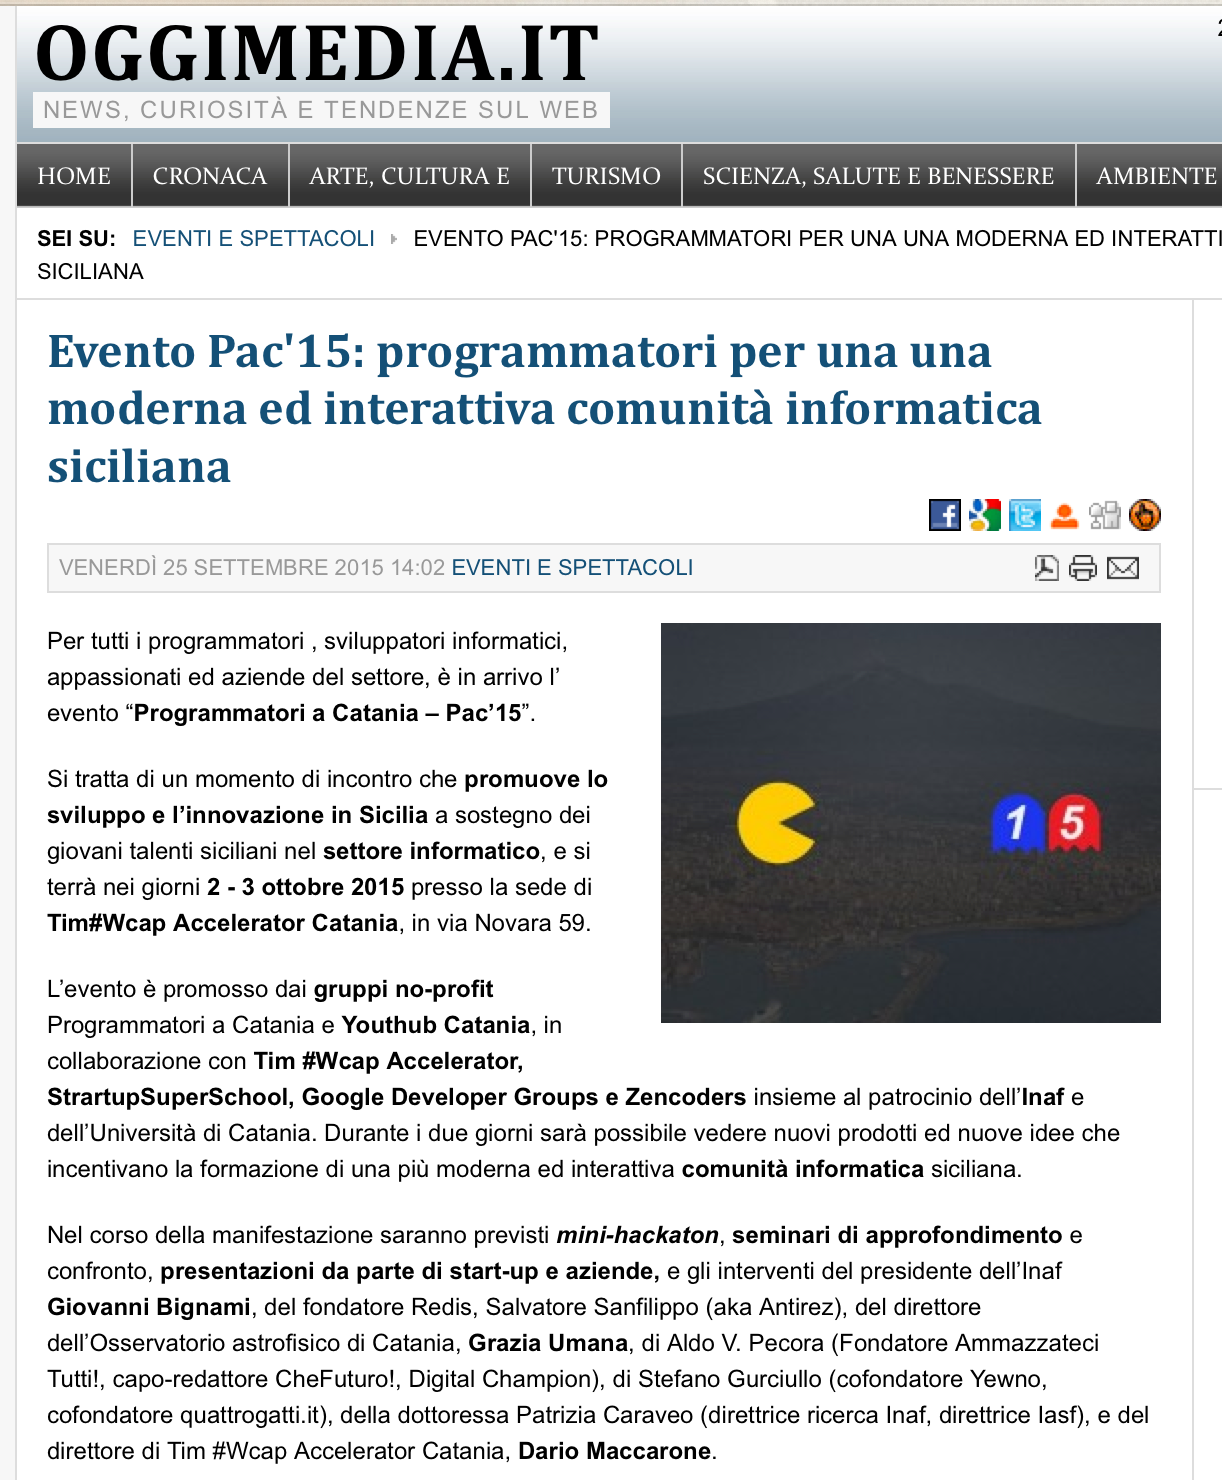 OGGIMEDIA.IT
NEWS, CURIOSITÀ E TENDENZE SUL WEB
HOME CRONACA ARTE, CULTURA E TURISMO SCIENZA, SALUTE E BENESSERE AMBIENTE
SEI SU: EVENTI E SPETTACOLI EVENTO PAC'15: PROGRAMMATORI PER UNA UNA MODERNA ED INTERATTI
SICILIANA
Evento Pac'15: programmatori per una una
moderna ed interattiva comunità informatica
siciliana
VENERDÌ 25 SETTEMBRE 2015 14:02 EVENTI E SPETTACOLI
Per tutti i programmatori , sviluppatori informatici,
appassionati ed aziende del settore, è in arrivo l’
evento “Programmatori a Catania – Pac’15”.
1 5
Si tratta di un momento di incontro che promuove lo
sviluppo e l’innovazione in Sicilia a sostegno dei
giovani talenti siciliani nel settore informatico, e si
terrà nei giorni 2 - 3 ottobre 2015 presso la sede di
Tim#Wcap Accelerator Catania, in via Novara 59.
L’evento è promosso dai gruppi no-profit
Programmatori a Catania e Youthub Catania, in
collaborazione con Tim #Wcap Accelerator,
StrartupSuperSchool, Google Developer Groups e Zencoders insieme al patrocinio dell’Inaf e
dell’Università di Catania. Durante i due giorni sarà possibile vedere nuovi prodotti ed nuove idee che
incentivano la formazione di una più moderna ed interattiva comunità informatica siciliana.
Nel corso della manifestazione saranno previsti mini-hackaton, seminari di approfondimento e
confronto, presentazioni da parte di start-up e aziende, e gli interventi del presidente dell’Inaf
Giovanni Bignami, del fondatore Redis, Salvatore Sanfilippo (aka Antirez), del direttore
dell’Osservatorio astrofisico di Catania, Grazia Umana, di Aldo V. Pecora (Fondatore Ammazzateci
Tutti!, capo-redattore CheFuturo!, Digital Champion), di Stefano Gurciullo (cofondatore Yewno,
cofondatore quattrogatti.it), della dottoressa Patrizia Caraveo (direttrice ricerca Inaf, direttrice Iasf), e del
direttore di Tim #Wcap Accelerator Catania, Dario Maccarone.